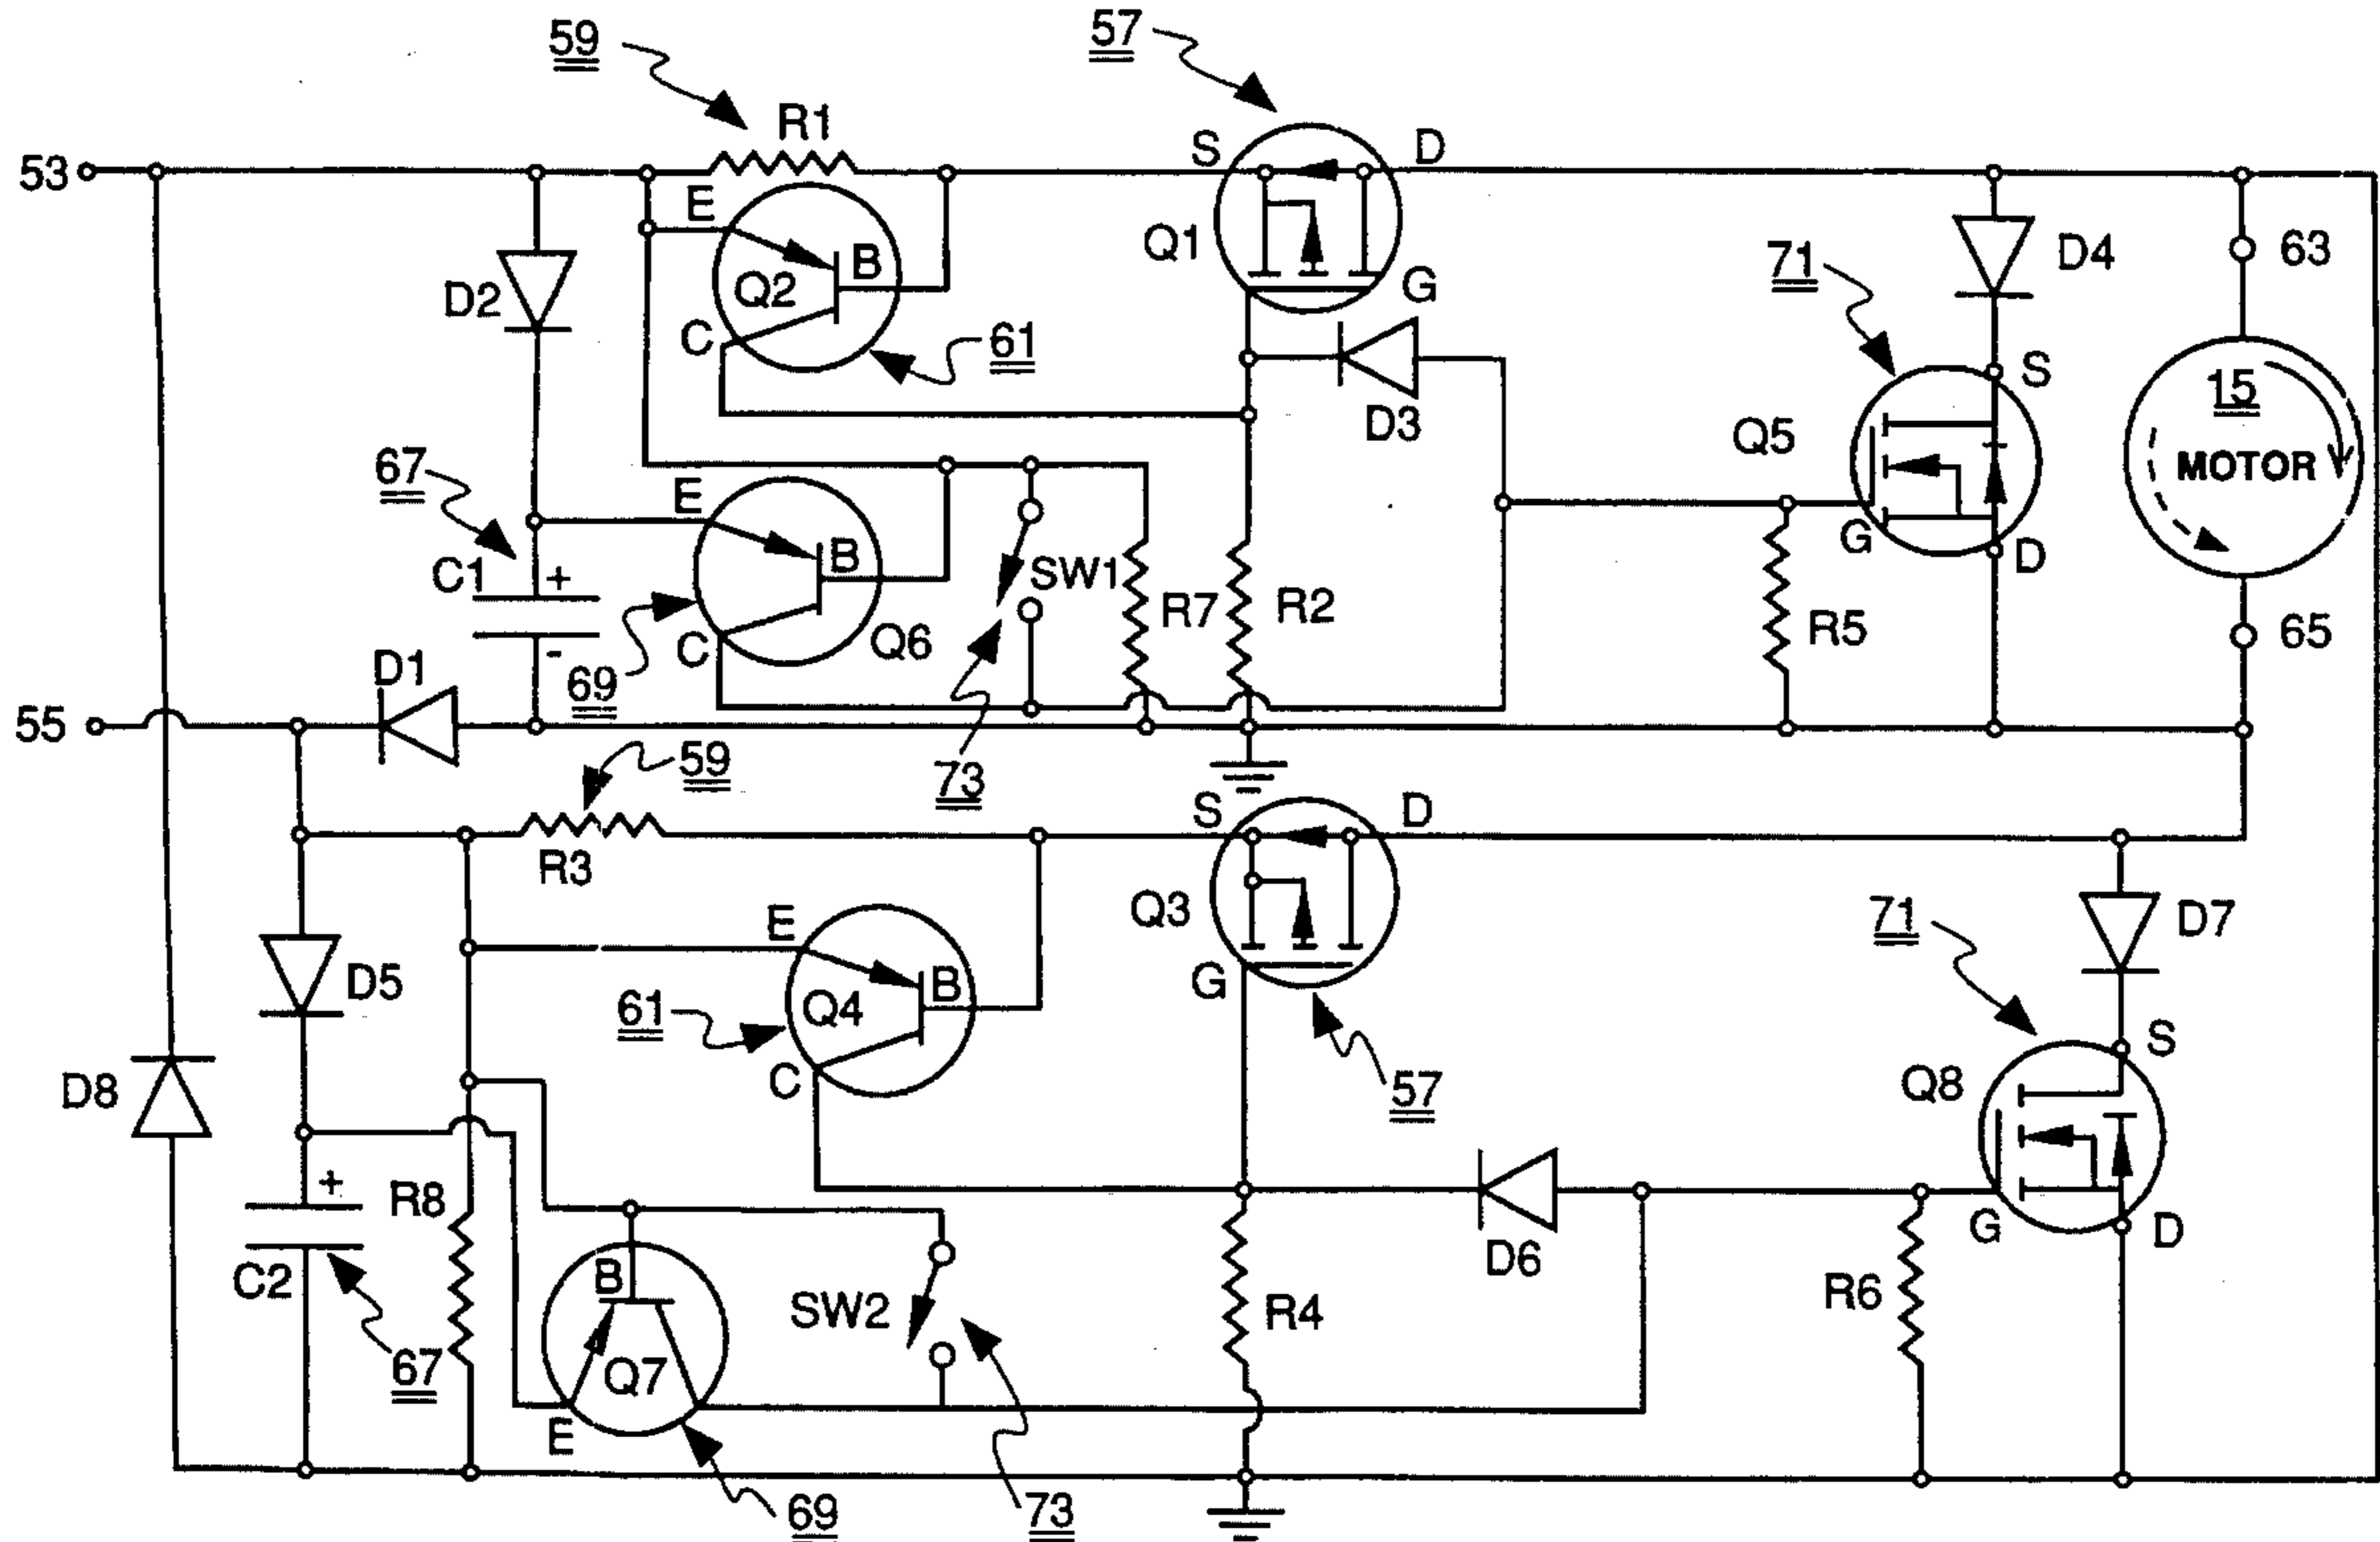 59
57
R1
S
D
53
E
Q1
71
D4
63
B
Q2
G
D2
C
61
S
15
D3
Q5
MOTOR
67
E
G
D
C1
+
B
SW1
R7
R2
R5
65
-
C
Q6
D1
69
55
59
73
S
D
R3
Q3
71
D7
E
G
D5
B
61
Q4
S
C
57
Q8
D8
+
R8
G
D
C2
B
D6
SW2
R4
R6
67
Q7
E
69
73